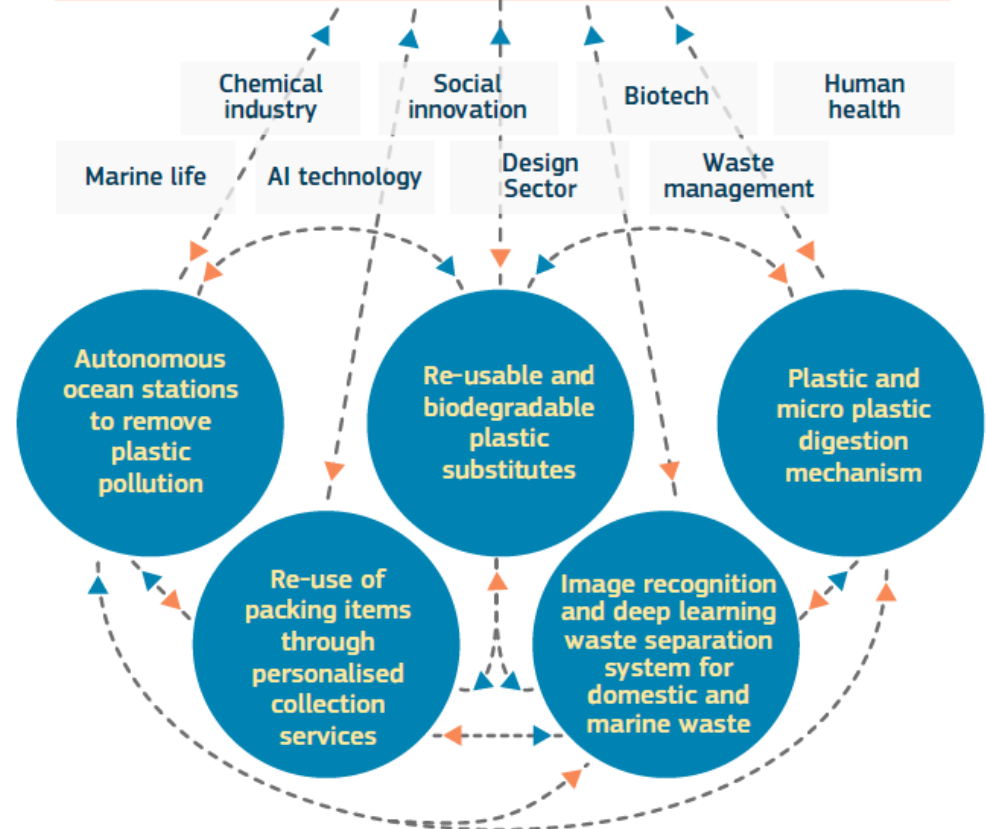 Chemical
industry
Social
innovation
Biotech
Human
health
Marine life
AI technology
Design
Sector
Waste
management
Autonomous
ocean stations
to remove
plastic
pollution
Re-usable and
biodegradable
plastic
substitutes
Plastic and
micro plastic
digestion
mechanism
Re-use of
packing items
through
personalised
collection
services
Image recognition
and deep learning
waste separation
system for
domestic and
marine waste